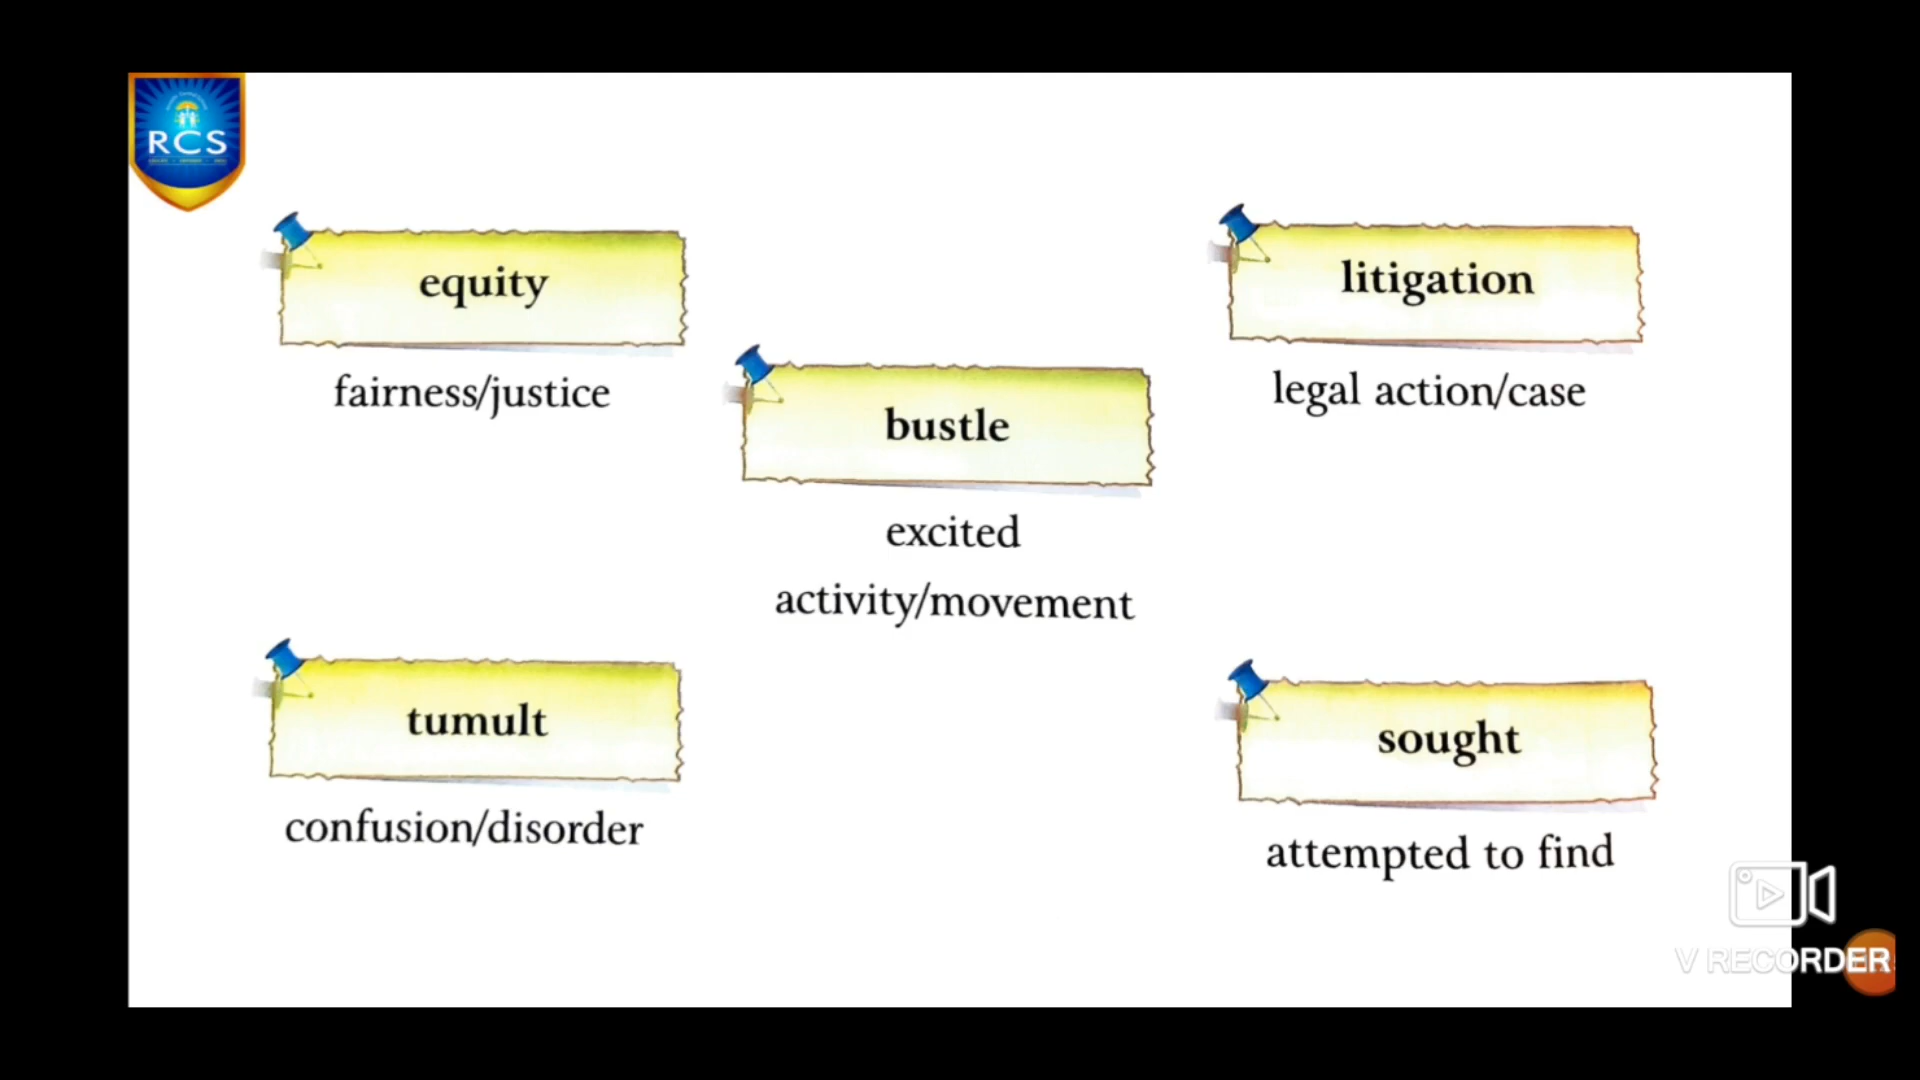 RCS
equity
fairness/justice
litigation
legal action/case
bustle
excited
activity/movement
tumult
confusion/disorder
sought
attempted to find
V RECORDER